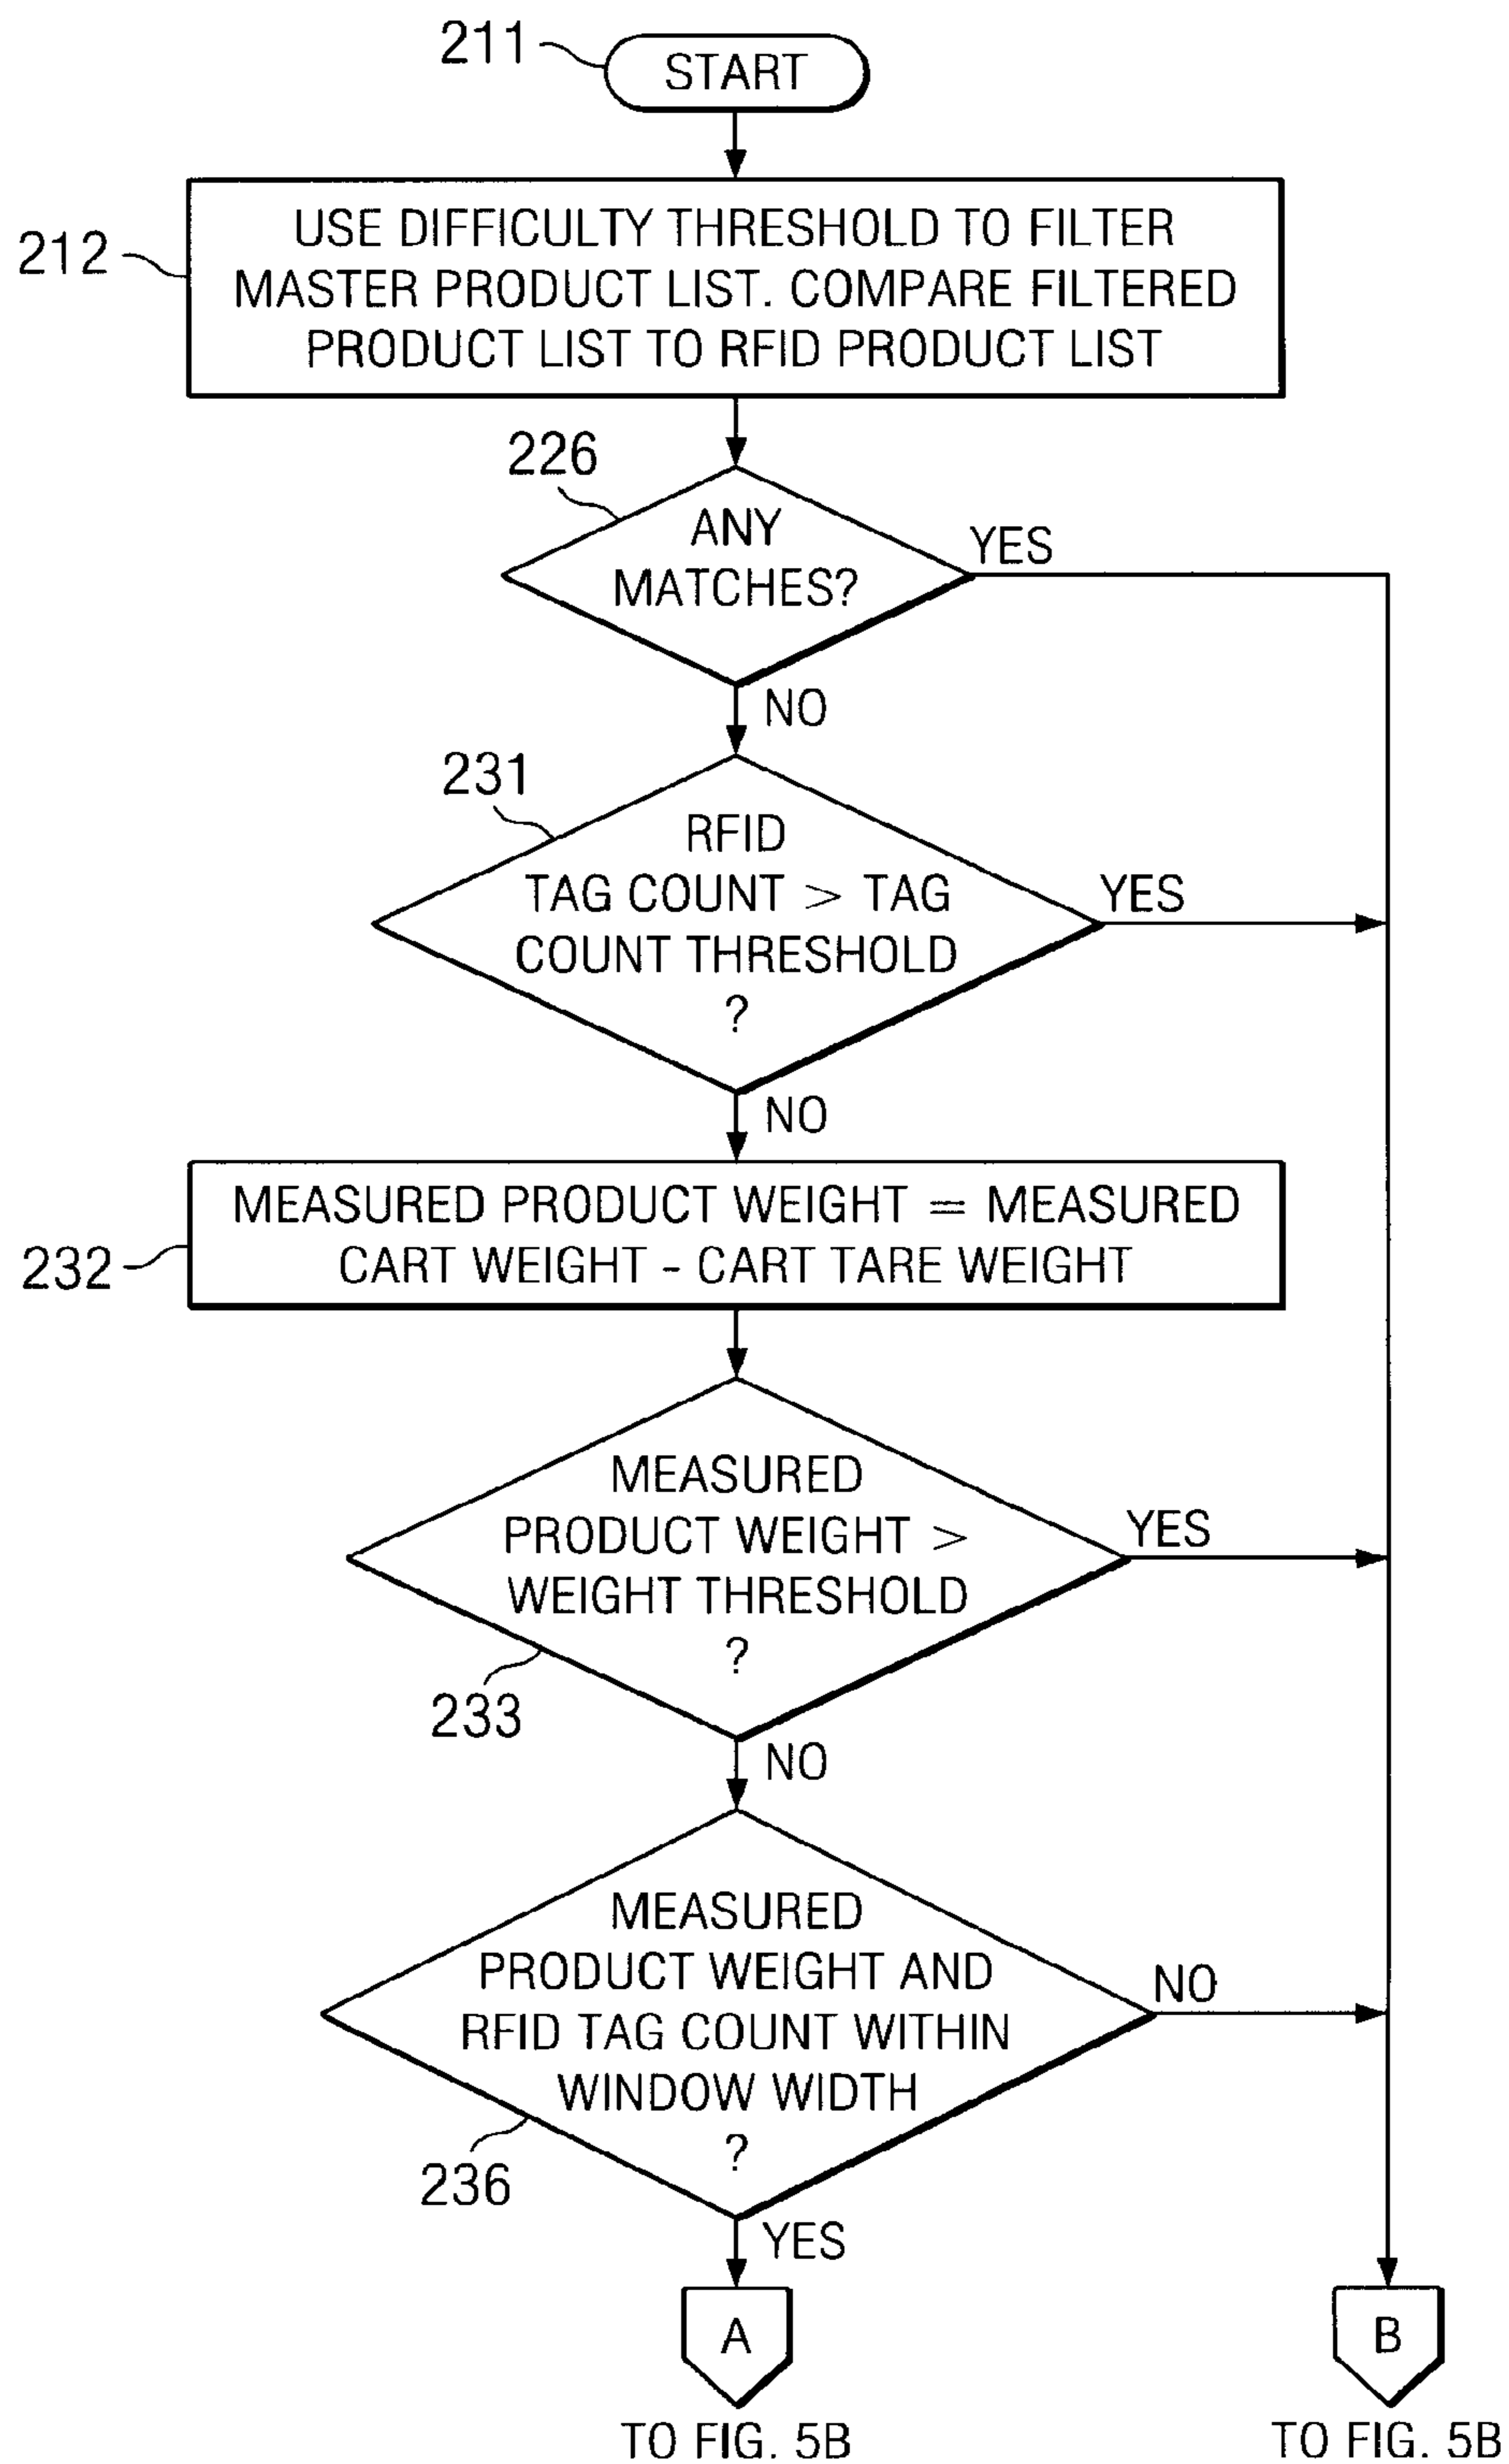 211
START
212
USE DIFFICULTY THRESHOLD TO FILTER
MASTER PRODUCT LIST. COMPARE FILTERED
PRODUCT LIST TO RFID PRODUCT LIST
226
ANY
MATCHES?
YES
NO
231
RFID
TAG COUNT > TAG
COUNT THRESHOLD
?
YES
NO
232
MEASURED PRODUCT WEIGHT = MEASURED
CART WEIGHT - CART TARE WEIGHT
MEASURED
PRODUCT WEIGHT >
WEIGHT THRESHOLD
?
YES
233
NO
MEASURED
PRODUCT WEIGHT AND
RFID TAG COUNT WITHIN
WINDOW WIDTH
?
NO
236
YES
A
B
TO FIG. 5B
TO FIG. 5B